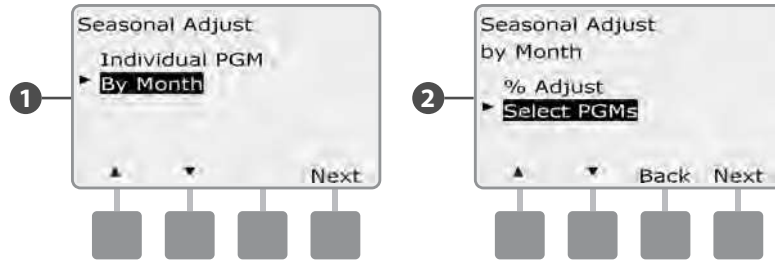 1
Seasonal Adjust
Individual PGM
By Month
Next
2
Seasonal Adjust
by Month
% Adjust
Select PGMs
Back Next